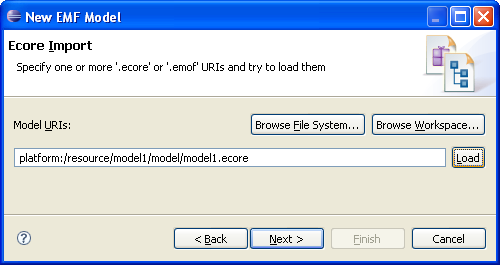 New EMF Model
Ecore Import
Specify one or more '.ecore' or '.emof' URIs and try to load them
Model URIs:
Browse File System...
Browse Workspace...
platform:/resource/model1/model/model1.ecore
Load
?
< Back
Next >
Finish
Cancel